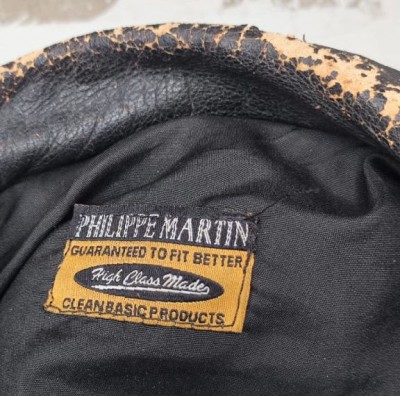 PHILIPPE MARTIN
GUARANTEED TO FIT BETTER
High Class Made
CLEAN BASIC PRODUCTS